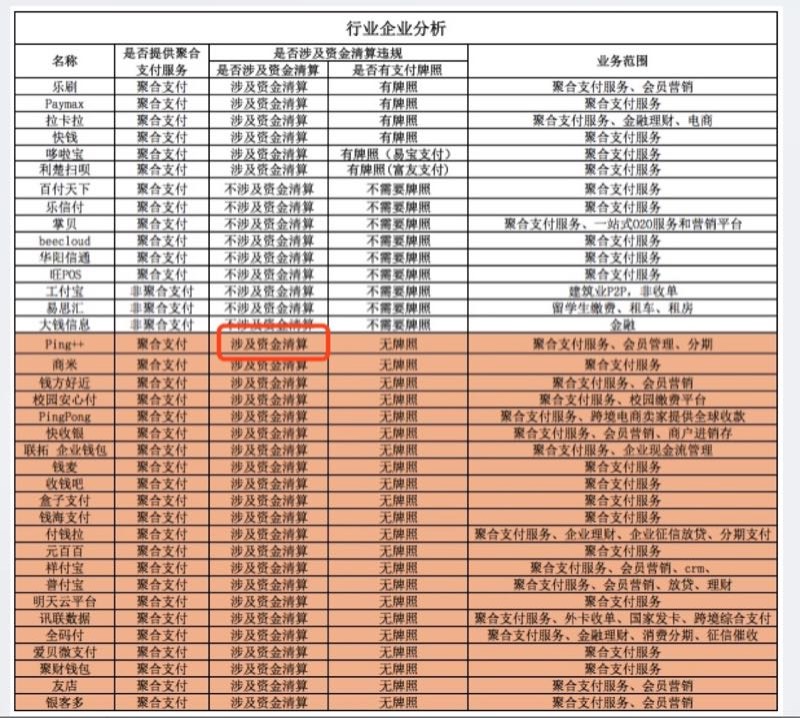 行业企业分析
名称 是否提供聚合支付服务 是否涉及资金清算违规 业务范围
是否涉及资金清算 是否有支付牌照
乐刷 聚合支付 涉及资金清算 有牌照 聚合支付服务、会员营销
Paymax 聚合支付 涉及资金清算 有牌照 聚合支付服务
拉卡拉 聚合支付 涉及资金清算 有牌照 聚合支付服务、金融理财、电商
快钱 聚合支付 涉及资金清算 有牌照 聚合支付服务
哆啦宝 聚合支付 涉及资金清算 有牌照（易宝支付） 聚合支付服务
利楚扫呗 聚合支付 涉及资金清算 有牌照(富友支付) 聚合支付服务
百付天下 聚合支付 不涉及资金清算 不需要牌照 聚合支付服务
乐信付 聚合支付 不涉及资金清算 不需要牌照 聚合支付服务
掌贝 聚合支付 不涉及资金清算 不需要牌照 聚合支付服务、一站式O2O服务和营销平台
beecloud 聚合支付 不涉及资金清算 不需要牌照 聚合支付服务
华阳信通 聚合支付 不涉及资金清算 不需要牌照 聚合支付服务
旺POS 聚合支付 不涉及资金清算 不需要牌照 聚合支付服务
工付宝 非聚合支付 不涉及资金清算 不需要牌照 建筑业P2P，非收单
易思汇 非聚合支付 不涉及资金清算 不需要牌照 留学生缴费、租车、租房
大钱信息 非聚合支付 不涉及资金清算 不需要牌照 金融
Ping++ 聚合支付 涉及资金清算 无牌照 聚合支付服务、会员管理、分期
商米 聚合支付 涉及资金清算 无牌照 聚合支付服务
钱方好近 聚合支付 涉及资金清算 无牌照 聚合支付服务、会员营销
校园安心付 聚合支付 涉及资金清算 无牌照 聚合支付服务、校园缴费平台
PingPong 聚合支付 涉及资金清算 无牌照 聚合支付服务、跨境电商卖家提供全球收款
快收银 聚合支付 涉及资金清算 无牌照 聚合支付服务、会员营销、商户进销存
联拓 企业钱包 聚合支付 涉及资金清算 无牌照 聚合支付服务、企业现金流管理
钱麦 聚合支付 涉及资金清算 无牌照 聚合支付服务
收钱吧 聚合支付 涉及资金清算 无牌照 聚合支付服务
盒子支付 聚合支付 涉及资金清算 无牌照 聚合支付服务
钱海支付 聚合支付 涉及资金清算 无牌照 聚合支付服务
付钱拉 聚合支付 涉及资金清算 无牌照 聚合支付服务、企业理财、企业征信放贷、分期支付
元百百 聚合支付 涉及资金清算 无牌照 聚合支付服务
祥付宝 聚合支付 涉及资金清算 无牌照 聚合支付服务、会员营销、crm、
普付宝 聚合支付 涉及资金清算 无牌照 聚合支付服务、会员营销、放贷、理财
明天云平台 聚合支付 涉及资金清算 无牌照 聚合支付服务
讯联数据 聚合支付 涉及资金清算 无牌照 聚合支付服务、外卡收单、国家发卡、跨境综合支付
全码付 聚合支付 涉及资金清算 无牌照 聚合支付服务、金融理财、消费分期、征信催收
爱贝微支付 聚合支付 涉及资金清算 无牌照 聚合支付服务
聚财钱包 聚合支付 涉及资金清算 无牌照 聚合支付服务
友店 聚合支付 涉及资金清算 无牌照 聚合支付服务、会员营销
银客多 聚合支付 涉及资金清算 无牌照 聚合支付服务、会员营销